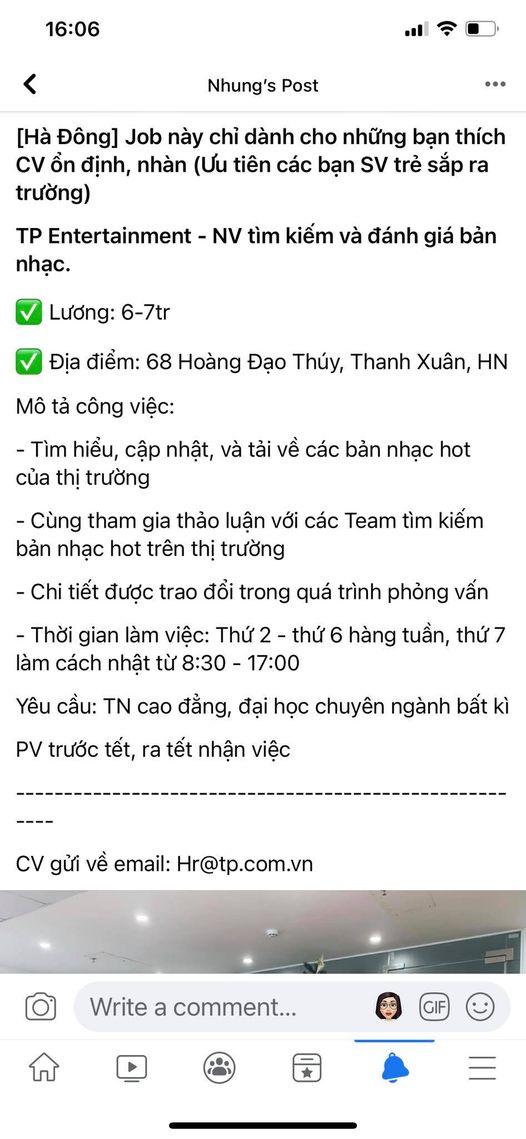 16:06
Nhung's Post
[Hà Đông] Job này chỉ dành cho những bạn thích
CV ổn định, nhàn (Ưu tiên các bạn SV trẻ sắp ra
trường)
TP Entertainment - NV tìm kiếm và đánh giá bản
nhạc.
✅ Lương: 6-7tr
✅ Địa điểm: 68 Hoàng Đạo Thúy, Thanh Xuân, HN
Mô tả công việc:
- Tìm hiểu, cập nhật, và tải về các bản nhạc hot
của thị trường
- Cùng tham gia thảo luận với các Team tìm kiếm
bản nhạc hot trên thị trường
- Chi tiết được trao đổi trong quá trình phỏng vấn
- Thời gian làm việc: Thứ 2 - thứ 6 hàng tuần, thứ 7
làm cách nhật từ 8:30 - 17:00
Yêu cầu: TN cao đẳng, đại học chuyên ngành bất kì
PV trước tết, ra tết nhận việc
---------------------------------------------------
----
CV gửi về email: Hr@tp.com.vn
Write a comment...
GIF